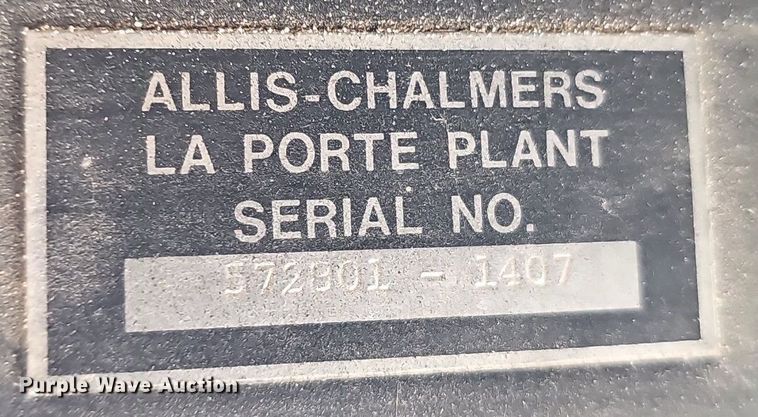 ALLIS-CHALMERS
LA PORTE PLANT
SERIAL NO.
572801 - 1407
Purple Wave Auction